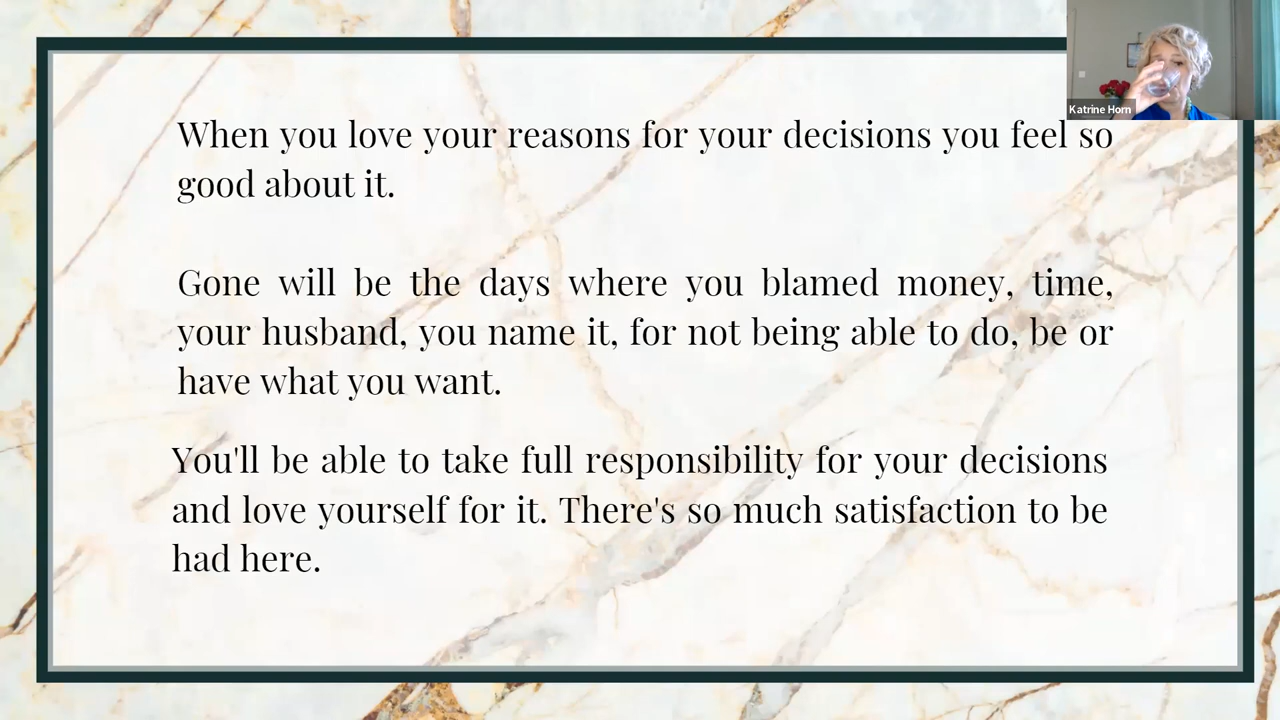 Katrine Horn
When you love your reasons for your decisions you feel so
good about it.
Gone will be the days where you blamed money, time,
your husband, you name it, for not being able to do, be or
have what you want.
You'll be able to take full responsibility for your decisions
and love yourself for it. There's so much satisfaction to be
had here.